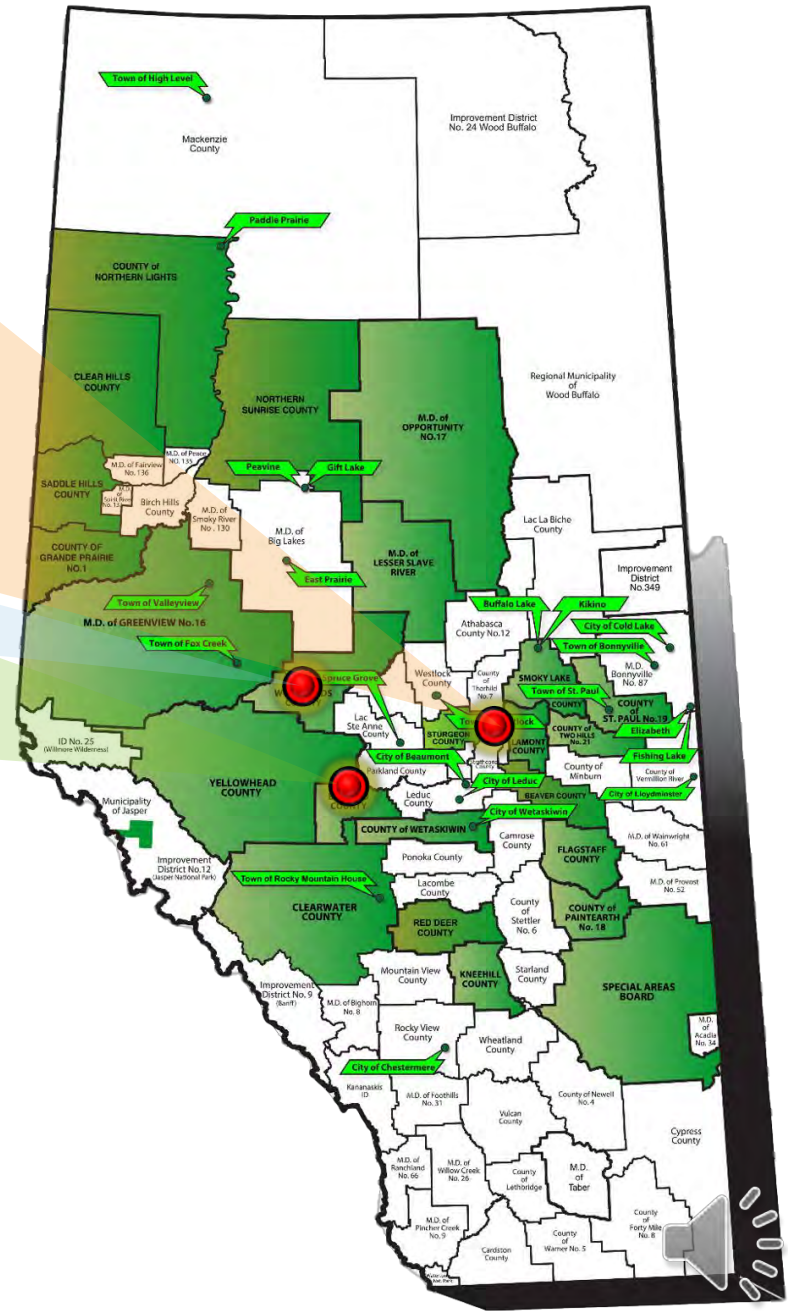 Town of High Level
Mackenzie
County
Improvement District
No. 24 Wood Buffalo
Paddle Prairie
COUNTY of
NORTHERN LIGHTS
CLEAR HILLS
COUNTY
NORTHERN
SUNRISE COUNTY
M.D. of
OPPORTUNITY
NO.17
Regional Municipality
of
Wood Buffalo
M.D. of Peace
NO. 135
M.D. of Fairview
No. 136
Peavine
Gift Lake
SADDLE HILLS
COUNTY
M.D.
of
Spirit River
Birch Hills
County
M.D. of
Smoky River
No. 130
M.D. of
Big Lakes
Lac La Biche
County
COUNTY OF
GRANDE PRAIRIE
NO.1
M.D. of
LESSER SLAVE
RIVER
East Prairie
Improvement
District
No.349
Town of Valleyview
M.D. of GREENVIEW No.16
Buffalo Lake
Kikino
Athabasca
County No.12
City of Cold Lake
Town of Bonnyville
M.D.
Bonnyville
No. 87
Town of Fox Creek
Spruce Grove
Westlock
County
County
of
Thorhild
No. 7
SMOKY LAKE
COUNTY
Town of St. Paul
COUNTY
of
ST. PAUL No.19
Elizabeth
Lac
Ste Anne
County
STURGEON
COUNTY
LAMONT
COUNTY
COUNTY of
TWO HILLS
No. 21
Fishing Lake
ID No. 25
(Willmore Wilderness)
City of Beaumont
Parkland County
County of
Minburn
County of
Vermillion River
YELLOWHEAD
COUNTY
COUNTY
Leduc
County
City of Leduc
BEAVER COUNTY
City of Lloydminster
Municipality
of Jasper
City of Wetaskiwin
COUNTY of WETASKIWIN
Camrose
County
M.D. of Wainwright
No. 61
Improvement
District No.12
(Jasper National Park)
Ponoka County
FLAGSTAFF
COUNTY
Town of Rocky Mountain House
Lacombe
County
M.D. of Provost
No. 52
CLEARWATER
COUNTY
RED DEER
COUNTY
County
of
Stettler
No. 6
COUNTY of
PAINTEARTH
No. 18
Mountain View
County
KNEEHILL
COUNTY
Starland
County
SPECIAL AREAS
BOARD
Improvement
District No. 9
(Banff)
M.D. of Bighorn
No. 8
Rocky View
County
Wheatland
County
M.D.
of
Acadia
No. 34
City of Chestermere
Kananaskis
ID
M.D. of Foothills
No. 31
Vulcan
County
County of Newell
No. 4
Cypress
County
M.D. of
Ranchland
No. 66
M.D. of
Willow Creek
No. 26
County
of
Lethbridge
M.D.
of
Taber
M.D. of
Pincher Creek
No. 9
Cardston
County
County
of
Warner No. 5
County
of
Forty Mile
No. 8